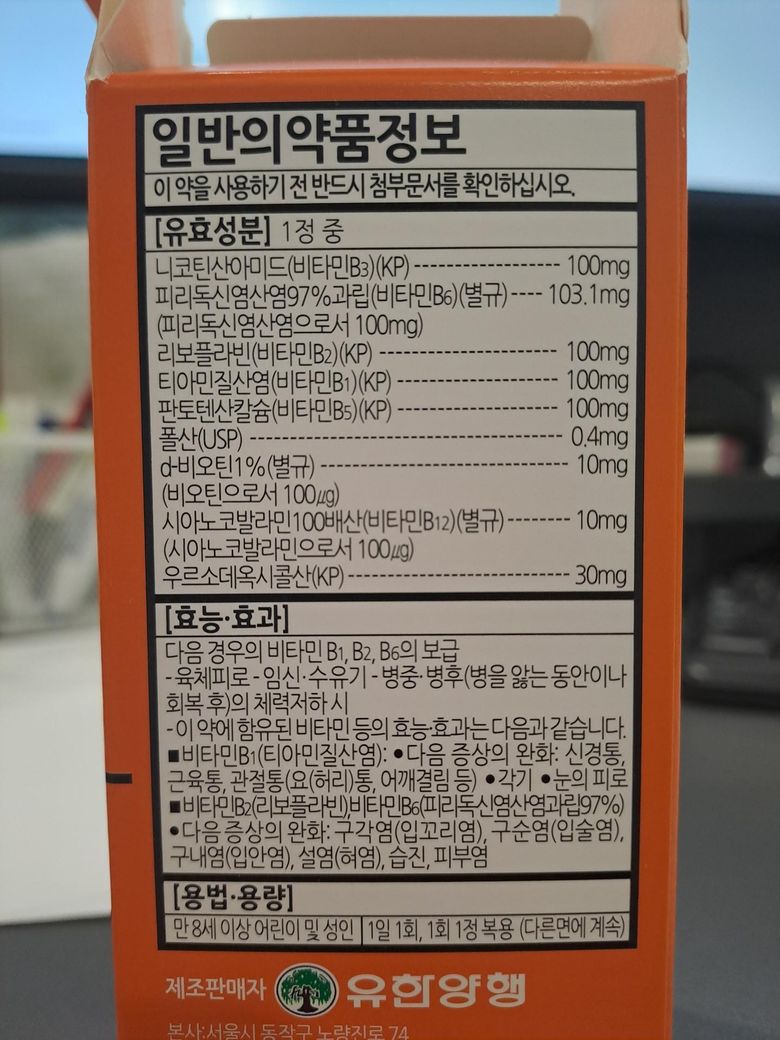 일반의약품정보
이 약을 사용하기 전 반드시 첨부문서를 확인하십시오.
[유효성분] 1정 중
니코틴산아미드(비타민B3)(KP) ---------------- 100mg
피리독신염산염97%과립(비타민B6)(별규) ---- 103.1mg
(피리독신염산염으로서 100mg)
리보플라빈(비타민B2)(KP) ------------------- 100mg
티아민질산염(비타민B1)(KP) ----------------- 100mg
판토텐산칼슘(비타민B5)(KP) ----------------- 100mg
폴산(USP) ---------------------------------- 0.4mg
d-비오틴1%(별규) --------------------------- 10mg
(비오틴으로서 100㎍)
시아노코발라민100배산(비타민B12)(별규) ------- 10mg
(시아노코발라민으로서 100㎍)
우르소데옥시콜산(KP) ------------------------ 30mg
[효능·효과]
다음 경우의 비타민 B1, B2, B6의 보급
-육체피로 -임신·수유기 -병중·병후(병을 앓는 동안이나
회복 후)의 체력저하 시
-이 약에 함유된 비타민 등의 효능·효과는 다음과 같습니다.
■비타민B1(티아민질산염): ●다음 증상의 완화: 신경통,
근육통, 관절통(요(허리)통, 어깨결림 등) ●각기 ●눈의 피로
■비타민B2(리보플라빈),비타민B6(피리독신염산염과립97%)
●다음 증상의 완화: 구각염(입꼬리염), 구순염(입술염),
구내염(입안염), 설염(혀염), 습진, 피부염
[용법·용량]
만 8세 이상 어린이 및 성인 1일 1회, 1회 1정 복용 (다른면에 계속)
제조판매자 유한양행
본사:서울시 동작구 노량진로 74